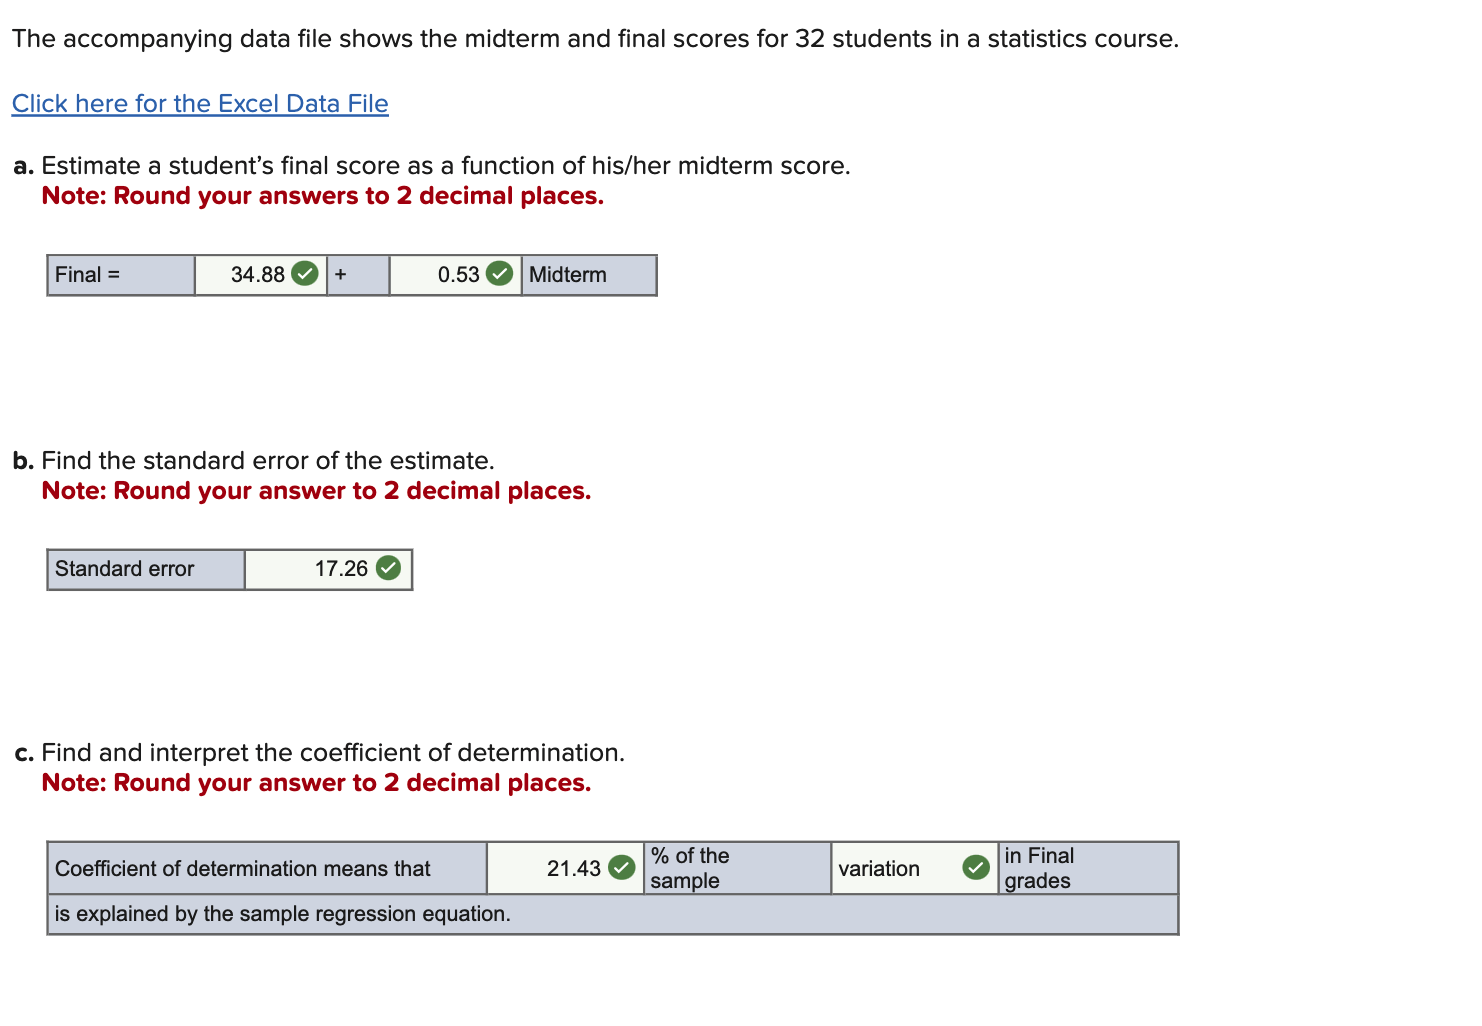 The accompanying data file shows the midterm and final scores for 32 students in a statistics course.
Click here for the Excel Data File
a. Estimate a student’s final score as a function of his/her midterm score.
Note: Round your answers to 2 decimal places.
Final = 34.88 + 0.53 Midterm
b. Find the standard error of the estimate.
Note: Round your answer to 2 decimal places.
Standard error 17.26
c. Find and interpret the coefficient of determination.
Note: Round your answer to 2 decimal places.
Coefficient of determination means that 21.43 % of the sample variation in Final grades
is explained by the sample regression equation.